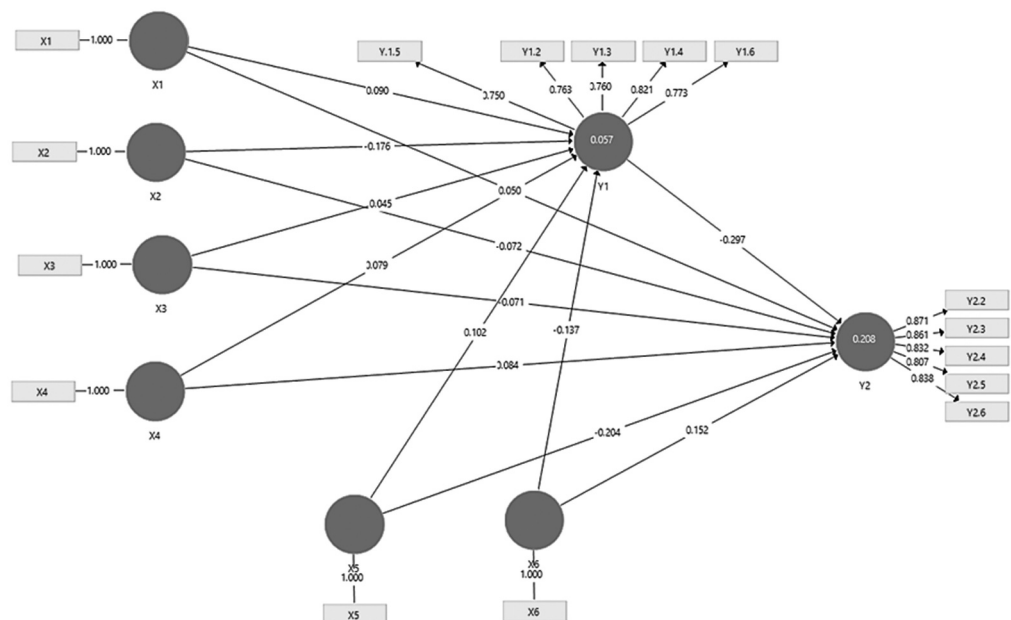 X1
1.000
X1
X2
1.000
X2
X3
1.000
X3
X4
1.000
X4
X5
1.000
X5
X6
1.000
X6
Y.1.5
Y1.2
Y1.3
Y1.4
Y1.6
0.750
0.763
0.760
0.821
0.773
0.057
Y1
0.090
-0.176
0.045
0.079
0.050
-0.072
-0.071
0.084
0.102
-0.137
-0.204
0.152
-0.297
0.208
Y2
0.871
0.861
0.832
0.807
0.838
Y2.2
Y2.3
Y2.4
Y2.5
Y2.6